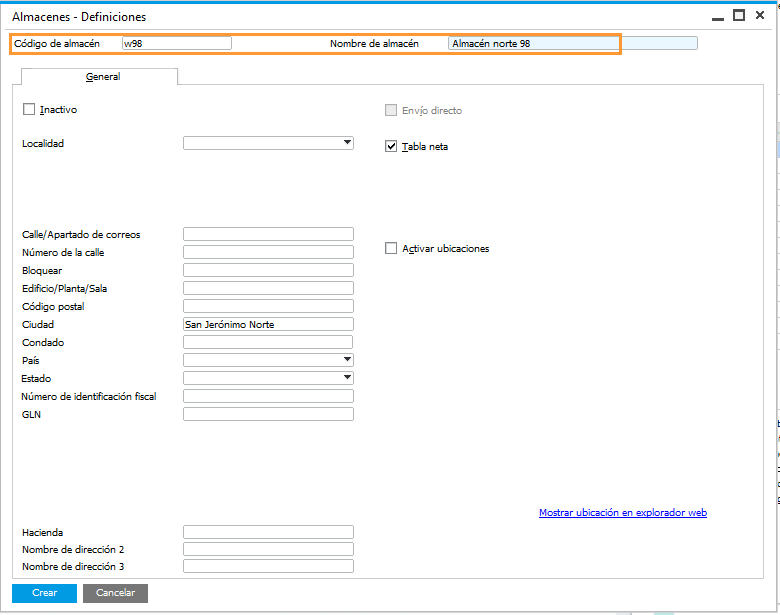 Almacenes - Definiciones
Código de almacén w98 Nombre de almacén Almacén norte 98
General
Inactivo Envío directo
Localidad Tabla neta
Calle/Apartado de correos
Activar ubicaciones
Número de la calle
Bloquear
Edificio/Planta/Sala
Código postal
Ciudad San Jerónimo Norte
Condado
País
Estado
Número de identificación fiscal
GLN
Mostrar ubicación en explorador web
Hacienda
Nombre de dirección 2
Nombre de dirección 3
Crear Cancelar